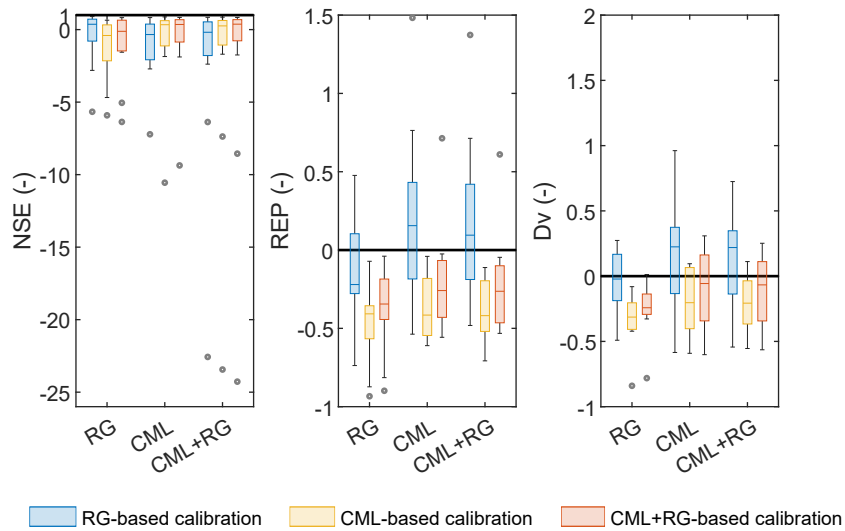 NSE (-)
1
0
-5
-10
-15
-20
-25
RG
CML
CML+RG
REP (-)
1.5
1
0.5
0
-0.5
-1
RG
CML
CML+RG
Dv (-)
2
1.5
1
0.5
0
-0.5
-1
RG
CML
CML+RG
RG-based calibration
CML-based calibration
CML+RG-based calibration